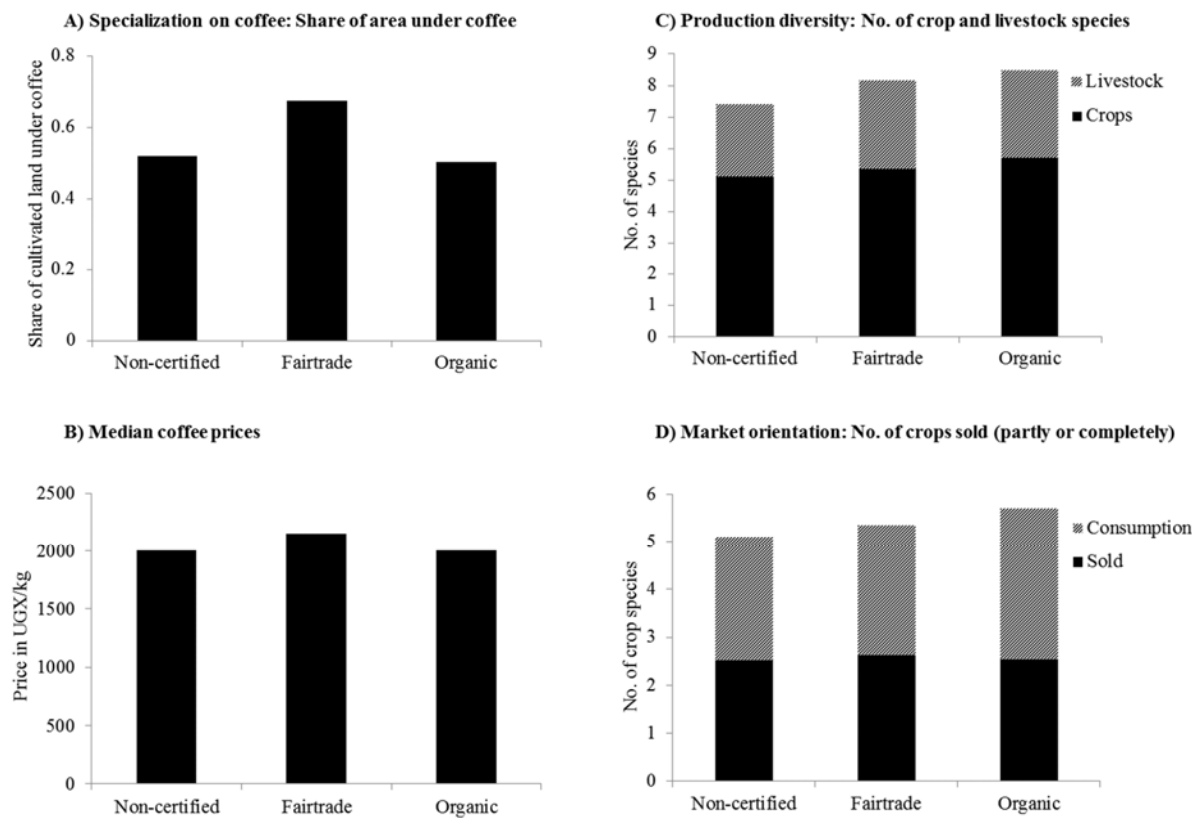 A) Specialization on coffee: Share of area under coffee
Share of cultivated land under coffee
0.8
0.6
0.4
0.2
0
Non-certified Fairtrade Organic
C) Production diversity: No. of crop and livestock species
No. of species
9
8
7
6
5
4
3
2
1
0
Livestock
Crops
Non-certified Fairtrade Organic
B) Median coffee prices
Price in UGX/kg
2500
2000
1500
1000
500
0
Non-certified Fairtrade Organic
D) Market orientation: No. of crops sold (partly or completely)
No. of crop species
6
5
4
3
2
1
0
Consumption
Sold
Non-certified Fairtrade Organic